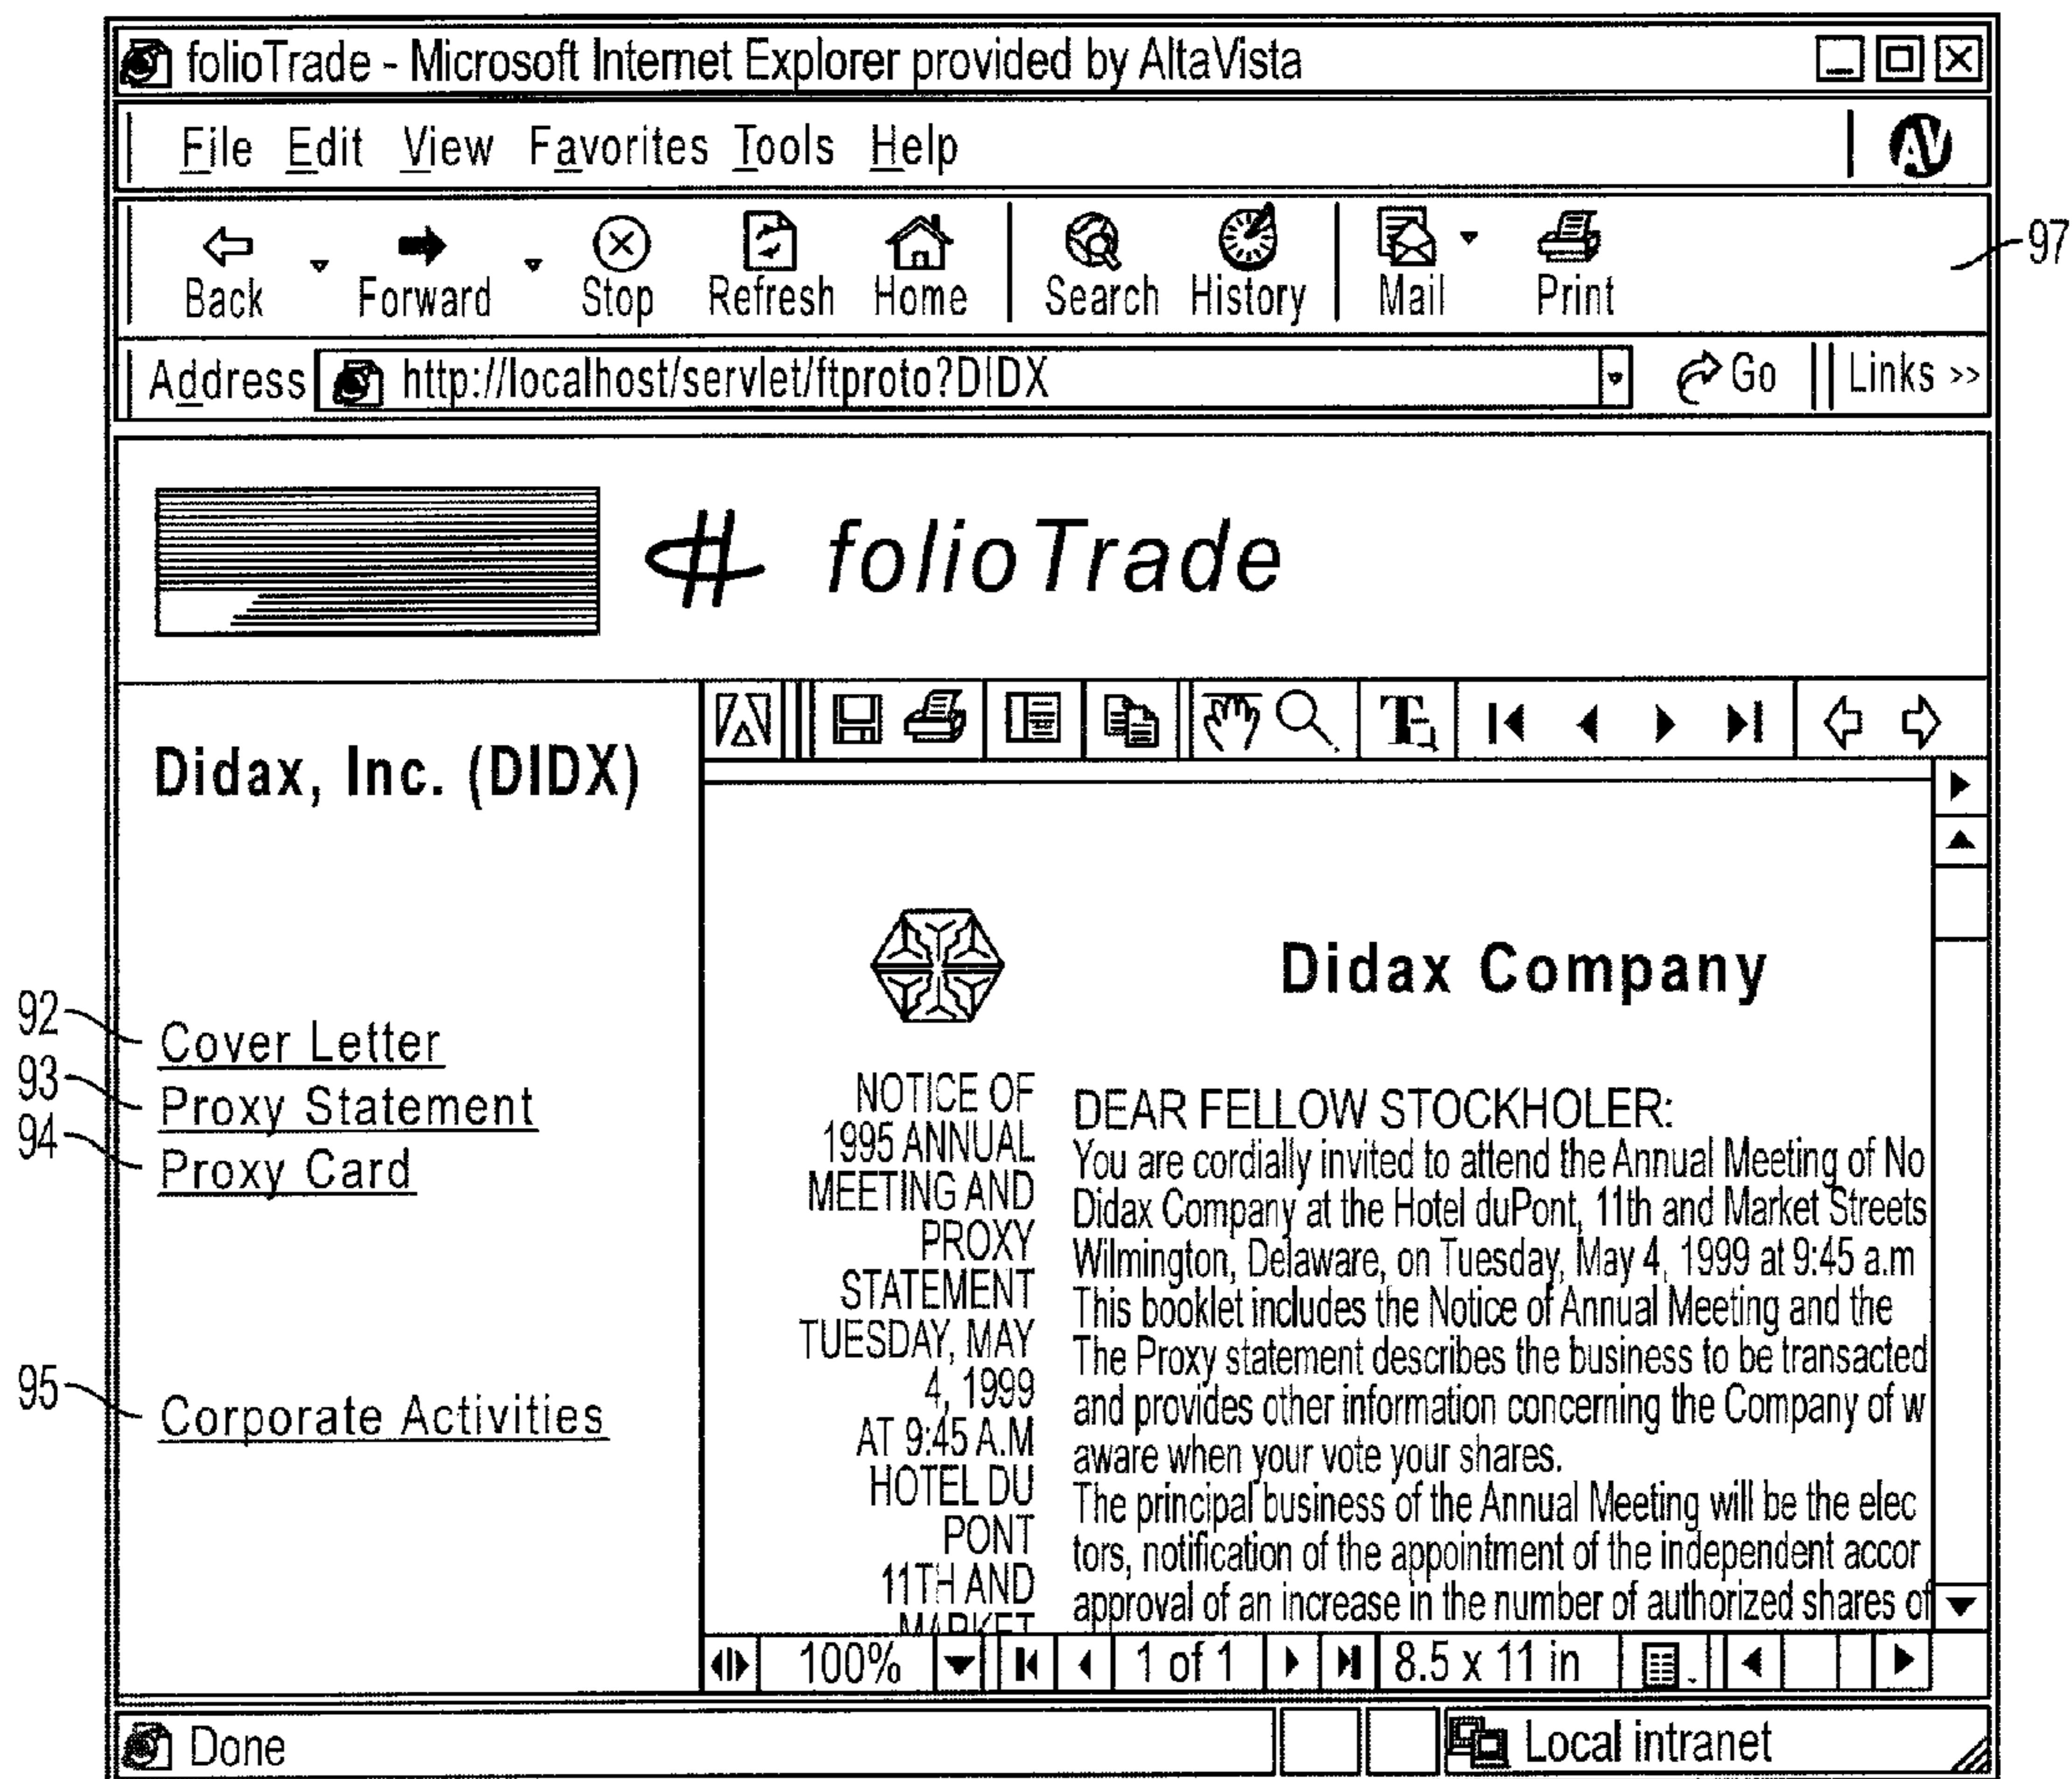 folioTrade - Microsoft Internet Explorer provided by AltaVista
File Edit View Favorites Tools Help
AV
Back Forward Stop Refresh Home Search History Mail Print
97
Address http://localhost/servlet/ftproto?DIDX Go Links >>
folioTrade
Didax, Inc. (DIDX)
92
Cover Letter
93
Proxy Statement
94
Proxy Card
95
Corporate Activities
Didax Company
NOTICE OF
1995 ANNUAL
MEETING AND
PROXY
STATEMENT
TUESDAY, MAY
4, 1999
AT 9:45 A.M
HOTEL DU
PONT
11TH AND
MARKET
DEAR FELLOW STOCKHOLER:
You are cordially invited to attend the Annual Meeting of No
Didax Company at the Hotel duPont, 11th and Market Streets
Wilmington, Delaware, on Tuesday, May 4, 1999 at 9:45 a.m
This booklet includes the Notice of Annual Meeting and the
The Proxy statement describes the business to be transacted
and provides other information concerning the Company of w
aware when your vote your shares.
The principal business of the Annual Meeting will be the elec
tors, notification of the appointment of the independent accor
approval of an increase in the number of authorized shares of
100% 1 of 1 8.5 x 11 in
Done Local intranet